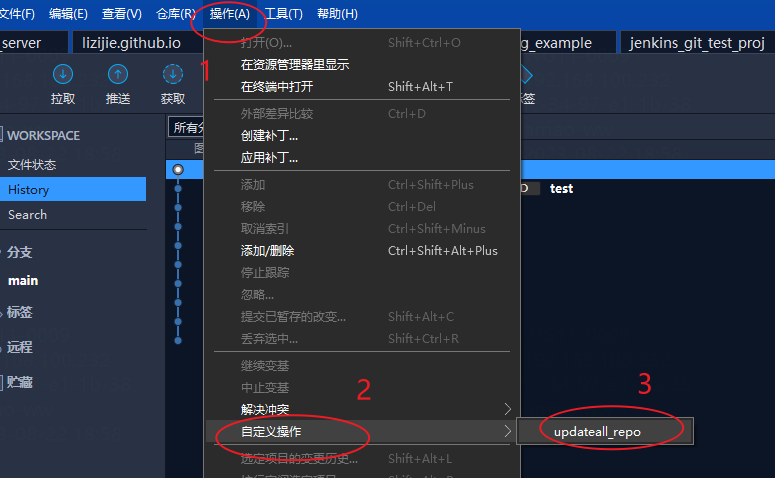 文件(F) 编辑(E) 查看(V) 仓库(R) 操作(A) 工具(T) 帮助(H)
_server lizijie.github.io g_example jenkins_git_test_proj
1
拉取 推送 获取
打开(O)... Shift+Ctrl+O
在资源管理器里显示
在终端中打开 Shift+Alt+T
外部差异比较 Ctrl+D
创建补丁...
应用补丁...
添加 Ctrl+Shift+Plus
移除 Ctrl+Del
取消索引 Ctrl+Shift+Minus
添加/删除 Ctrl+Shift+Alt+Plus
停止跟踪
忽略...
提交已暂存的改变... Shift+Alt+C
丢弃选中... Shift+Ctrl+R
继续变基
中止变基
解决冲突
自定义操作
选定项目的变更历史... Shift+Alt+L
2
3
updateall_repo
WORKSPACE
文件状态
History
Search
分支
main
标签
远程
贮藏
所有分
图
D test
签